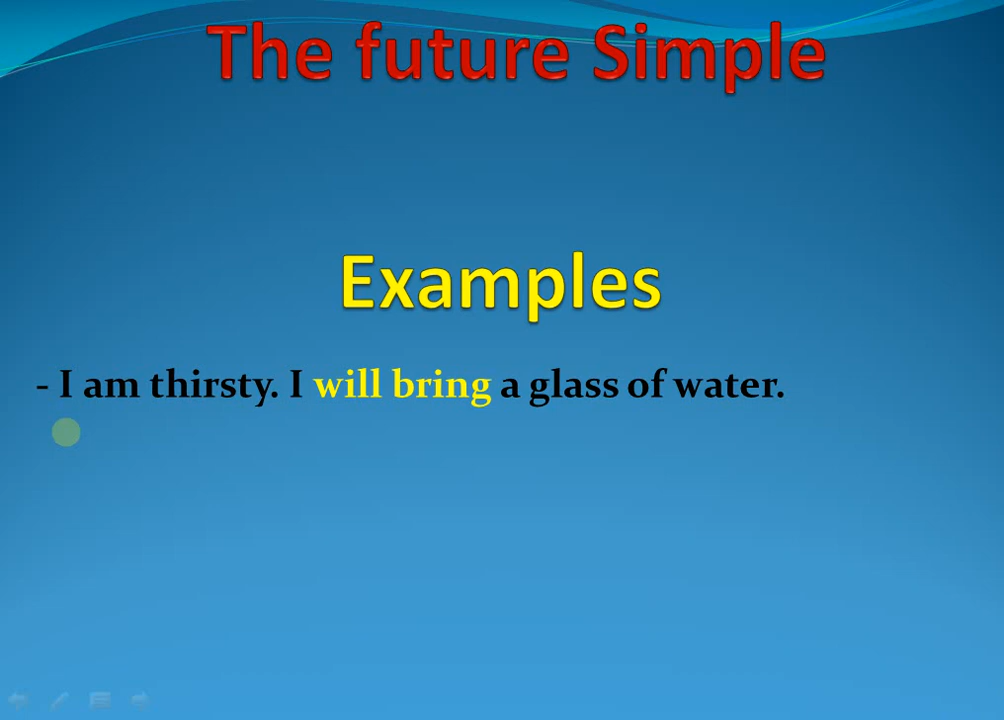 The future Simple
Examples
- I am thirsty. I will bring a glass of water.